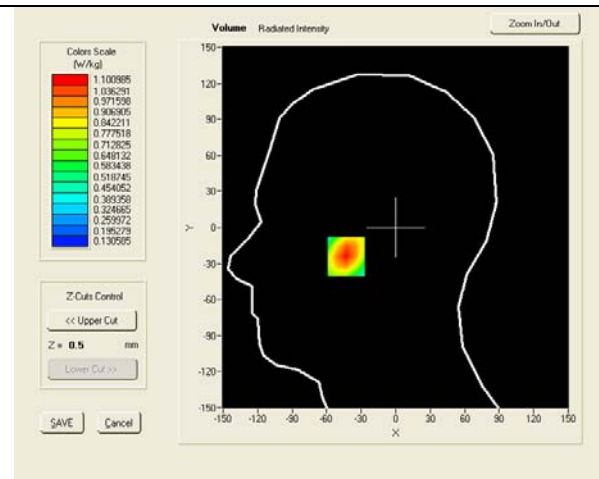 Volume Radiated Intensity
Zoom In/Out
Colors Scale
(W/kg)
1.100985
1.036291
0.971598
0.906905
0.842211
0.777518
0.712825
0.648132
0.583438
0.518745
0.454052
0.389358
0.324665
0.259972
0.195279
0.130585
150
120
90
60
30
0
-30
-60
-90
-120
-150
Y
-150 -120 -90 -60 -30 0 30 60 90 120 150
X
Z-Cuts Control
<< Upper Cut
Z = 0.5 mm
Lower Cut >>
SAVE Cancel